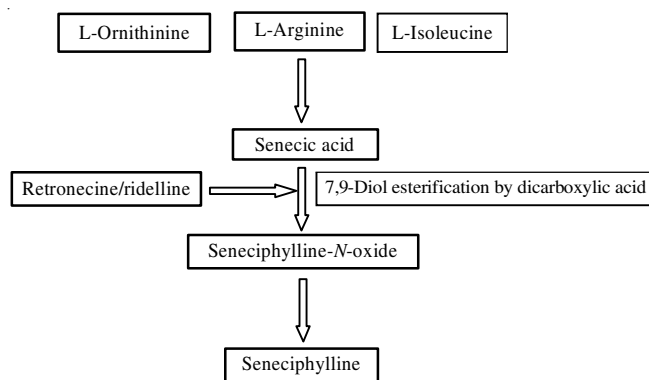 L-Ornithinine
L-Arginine
L-Isoleucine
Senecic acid
Retronecine/ridelline
7,9-Diol esterification by dicarboxylic acid
Seneciphylline-N-oxide
Seneciphylline